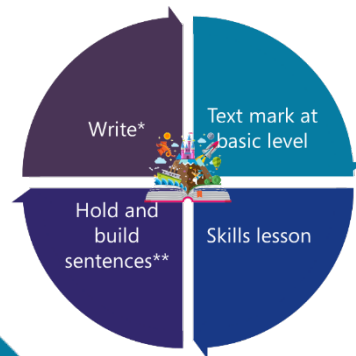 Write*
Text mark at
basic level
Hold and
build
sentences**
Skills lesson